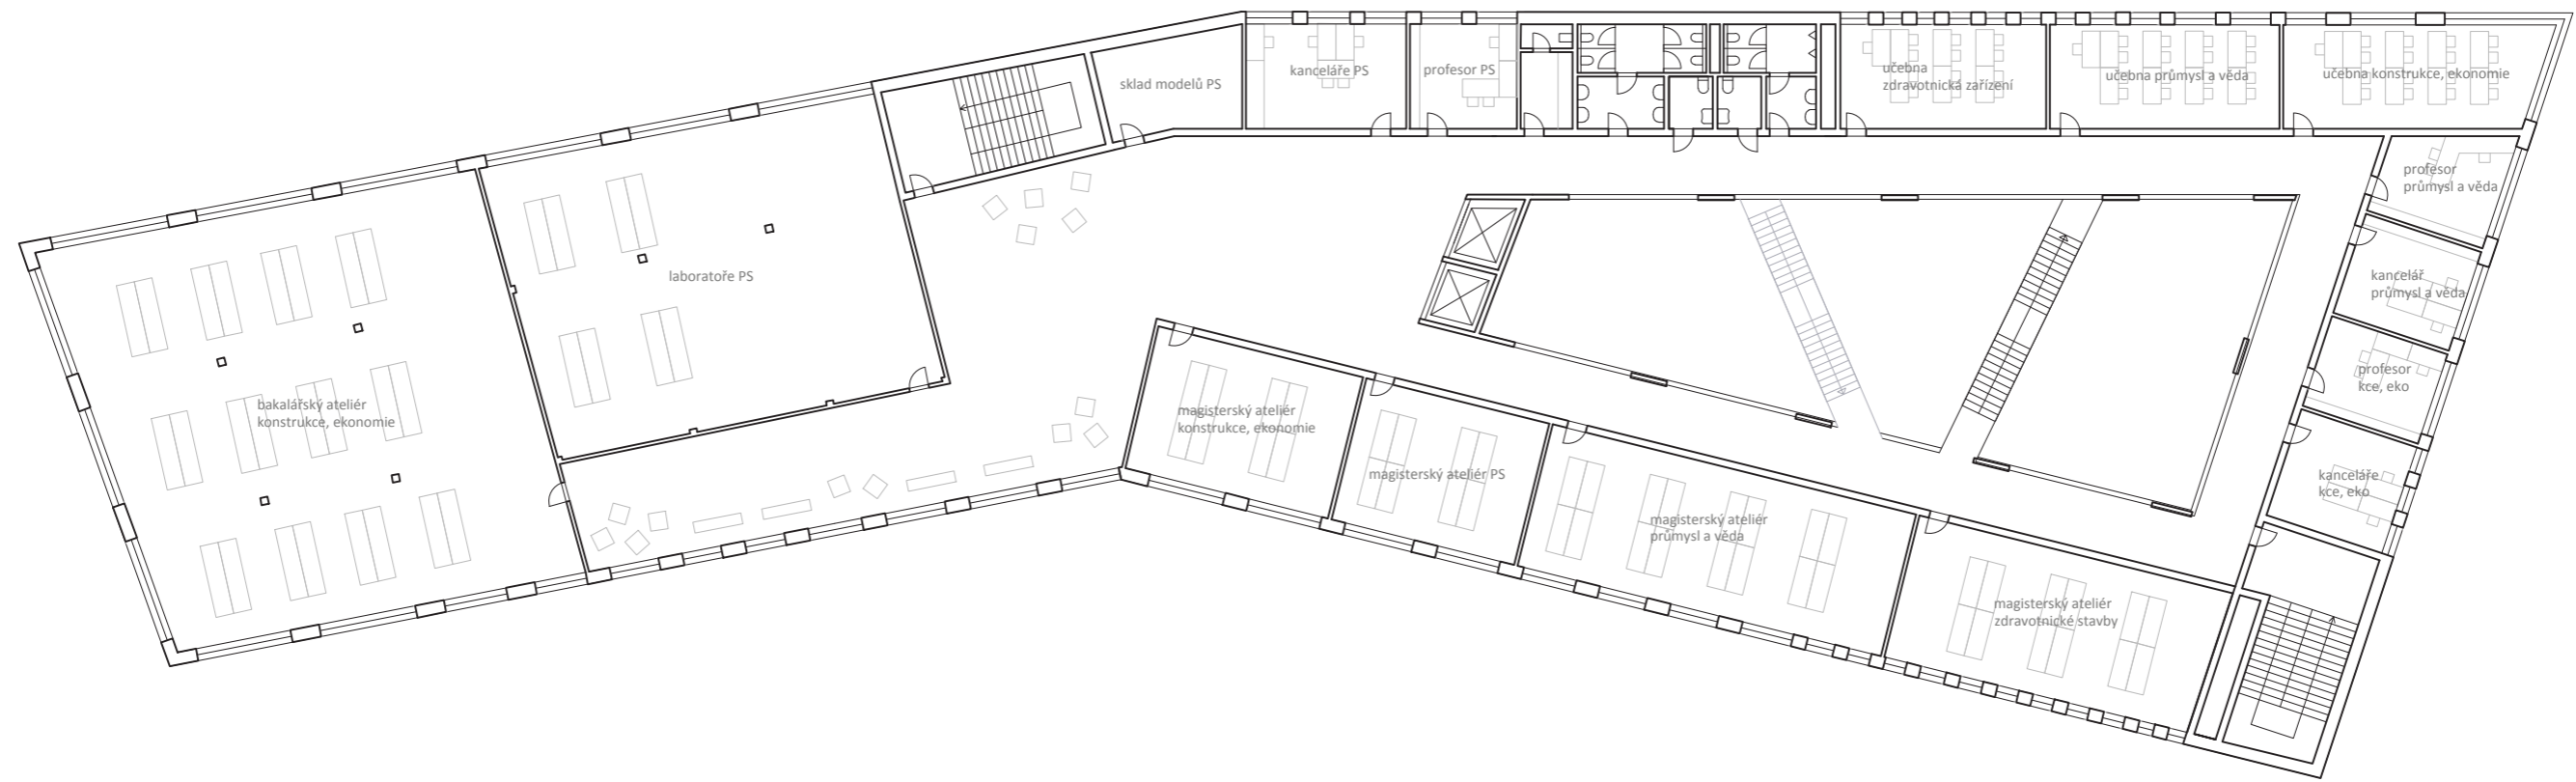 sklad modelů PS
kanceláře PS
profesor PS
učebna
zdravotnická zařízení
učebna průmysl a věda
učebna konstrukce, ekonomie
profesor
průmysl a věda
kancelář
průmysl a věda
profesor
kce, eko
kanceláře
kce, eko
laboratoře PS
bakalářský ateliér
konstrukce, ekonomie
magisterský ateliér
konstrukce, ekonomie
magisterský ateliér PS
magisterský ateliér
průmysl a věda
magisterský ateliér
zdravotnické stavby